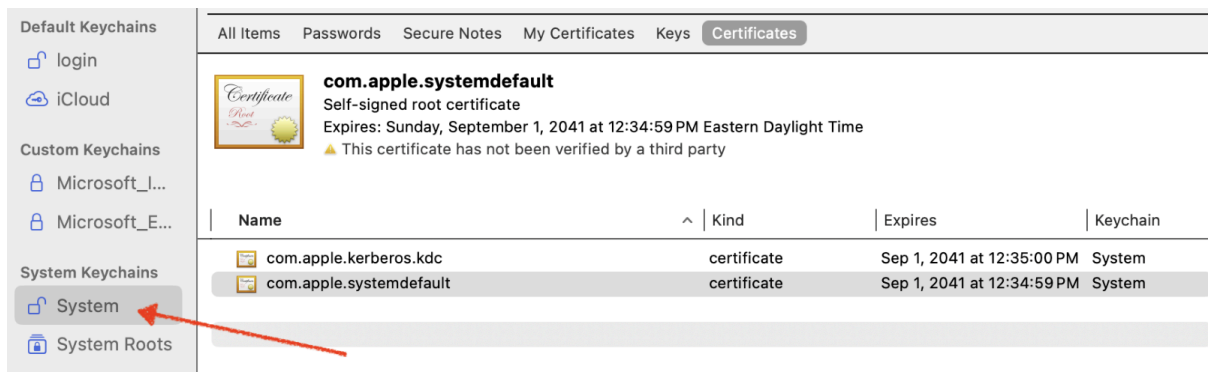 Default Keychains
login
iCloud
Custom Keychains
Microsoft_I...
Microsoft_E...
System Keychains
System
System Roots
All Items Passwords Secure Notes My Certificates Keys Certificates
Certificate
Root
com.apple.systemdefault
Self-signed root certificate
Expires: Sunday, September 1, 2041 at 12:34:59 PM Eastern Daylight Time
This certificate has not been verified by a third party
Name Kind Expires Keychain
com.apple.kerberos.kdc certificate Sep 1, 2041 at 12:35:00 PM System
com.apple.systemdefault certificate Sep 1, 2041 at 12:34:59 PM System